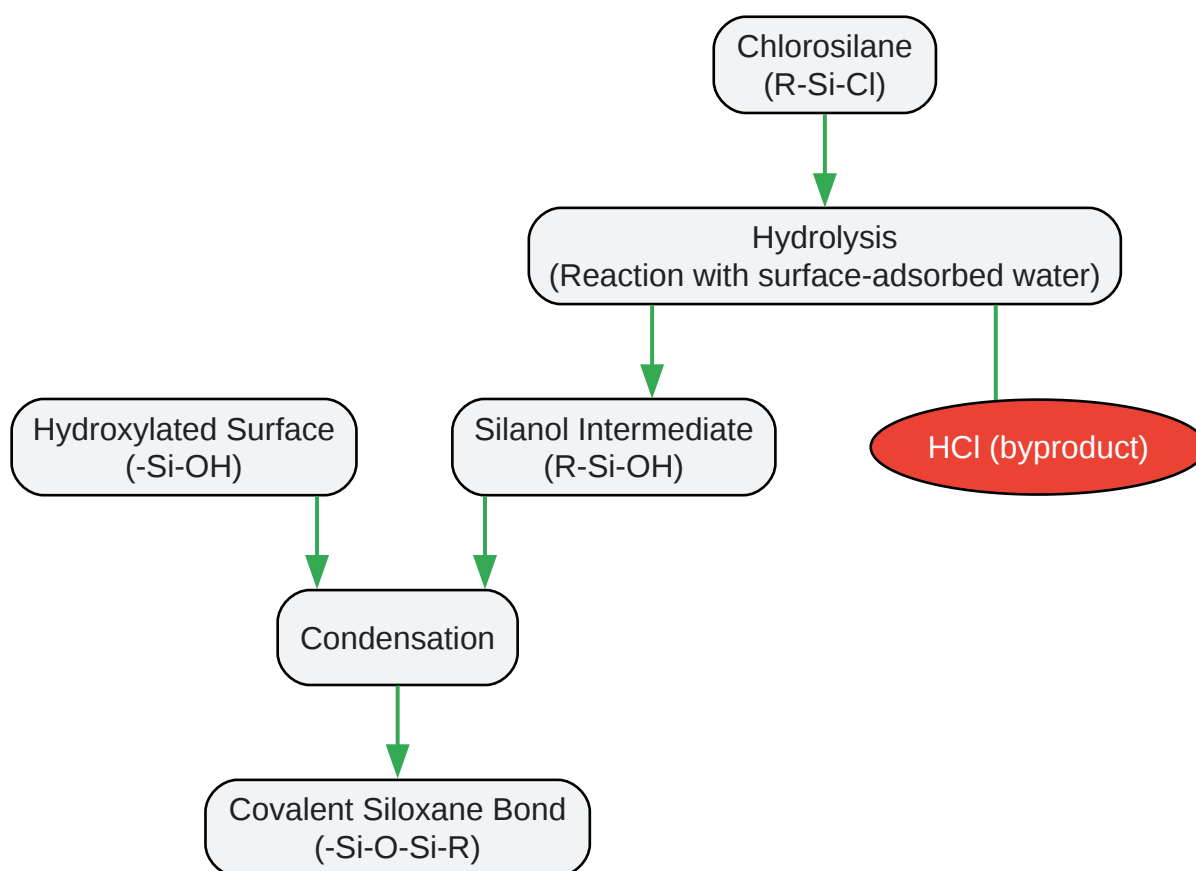 Chlorosilane
(R-Si-Cl)
Hydrolysis
(Reaction with surface-adsorbed water)
Hydroxylated Surface
(-Si-OH)
Silanol Intermediate
(R-Si-OH)
HCl (byproduct)
Condensation
Covalent Siloxane Bond
(-Si-O-Si-R)